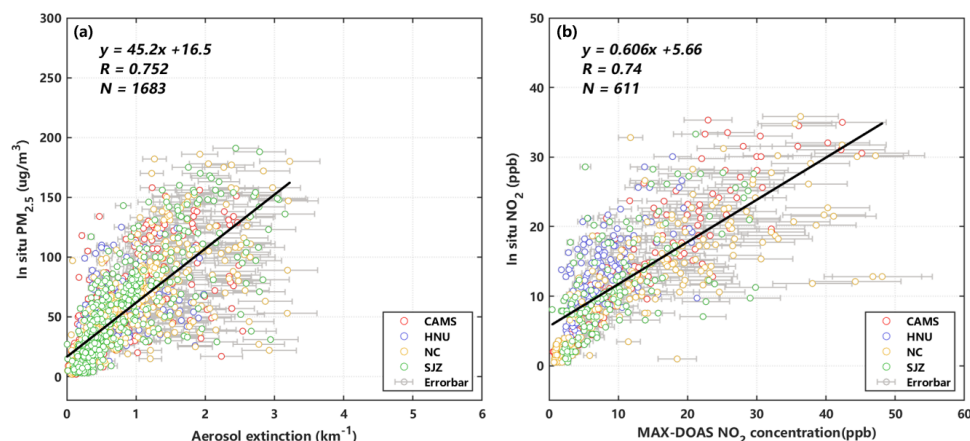 (a)
y = 45.2x +16.5
R = 0.752
N = 1683
In situ PM2.5 (ug/m3)
300
250
200
150
100
50
0
0 1 2 3 4 5 6
Aerosol extinction (km-1)
CAMS
HNU
NC
SJZ
Errorbar
(b)
y = 0.606x +5.66
R = 0.74
N = 611
In situ NO2 (ppb)
50
40
30
20
10
0
0 10 20 30 40 50 60
MAX-DOAS NO2 concentration(ppb)
CAMS
HNU
NC
SJZ
Errorbar